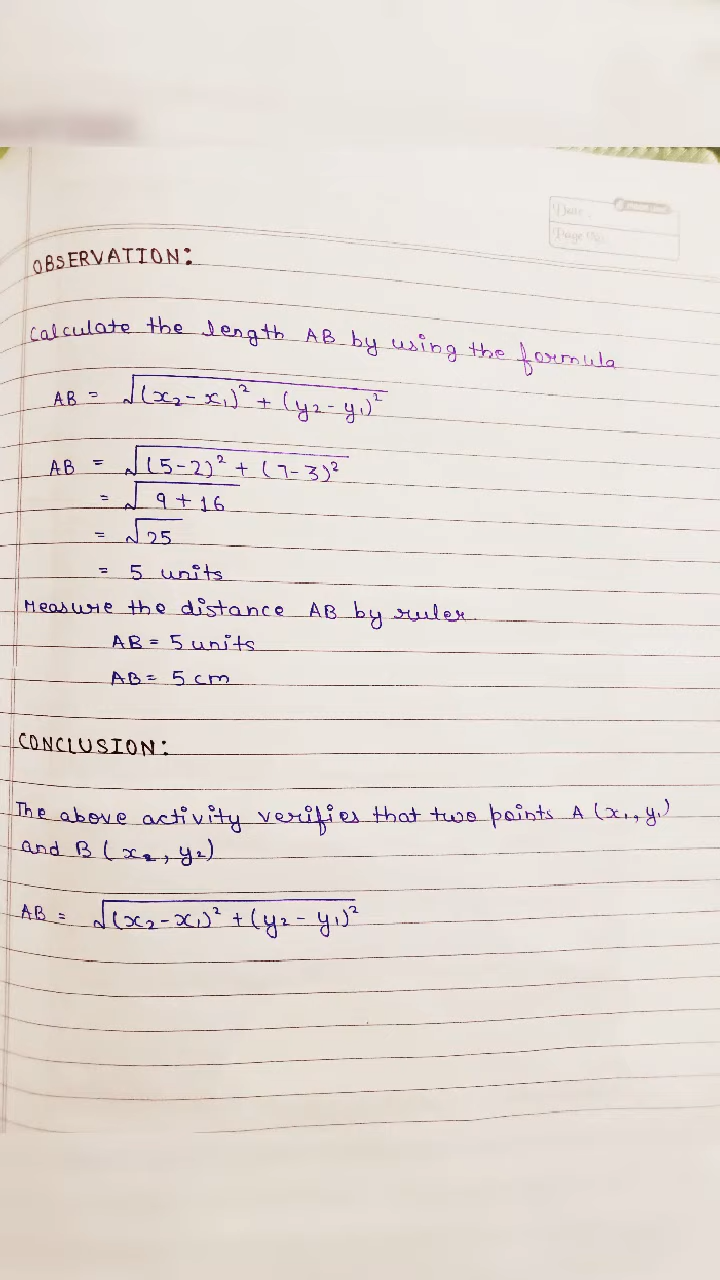 Date
Page No.
OBSERVATION:
Calculate the length AB by using the formula
AB = √(x₂-x₁)² + (y₂-y₁)²
AB = √(5-2)² + (7-3)²
= √9+16
= √25
= 5 units
Measure the distance AB by ruler.
AB = 5 units
AB = 5 cm
CONCLUSION:
The above activity verifies that two points A (x₁, y₁)
and B (x₂, y₂)
AB = √(x₂-x₁)² + (y₂-y₁)²